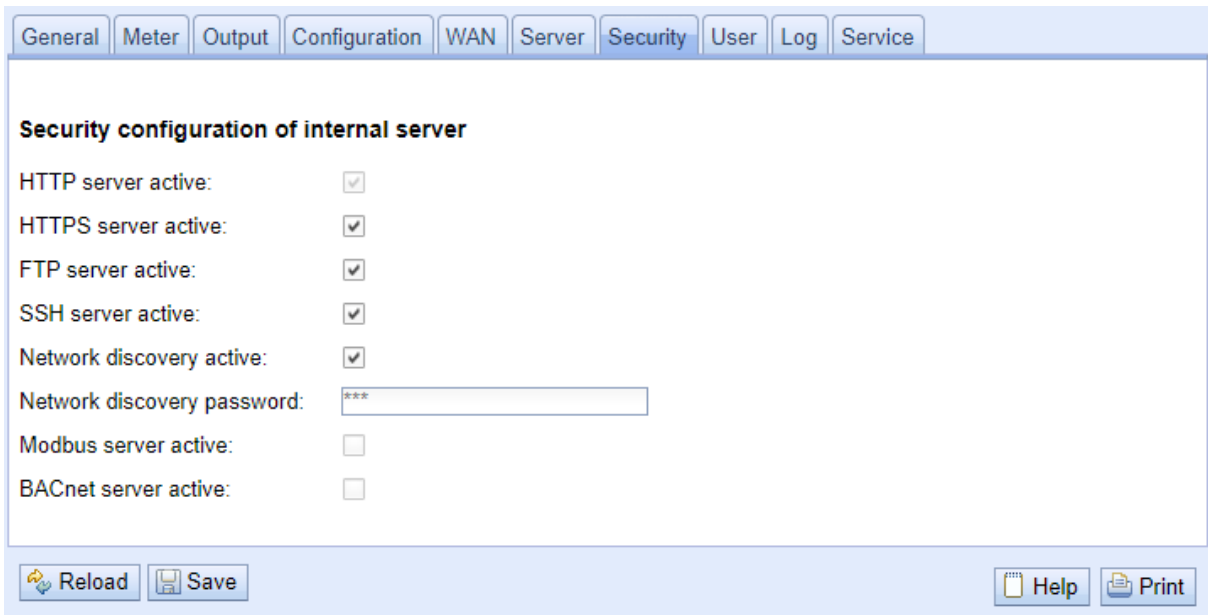 General Meter Output Configuration WAN Server Security User Log Service
Security configuration of internal server
HTTP server active:
HTTPS server active:
FTP server active:
SSH server active:
Network discovery active:
Network discovery password: ***
Modbus server active:
BACnet server active:
Reload Save Help Print